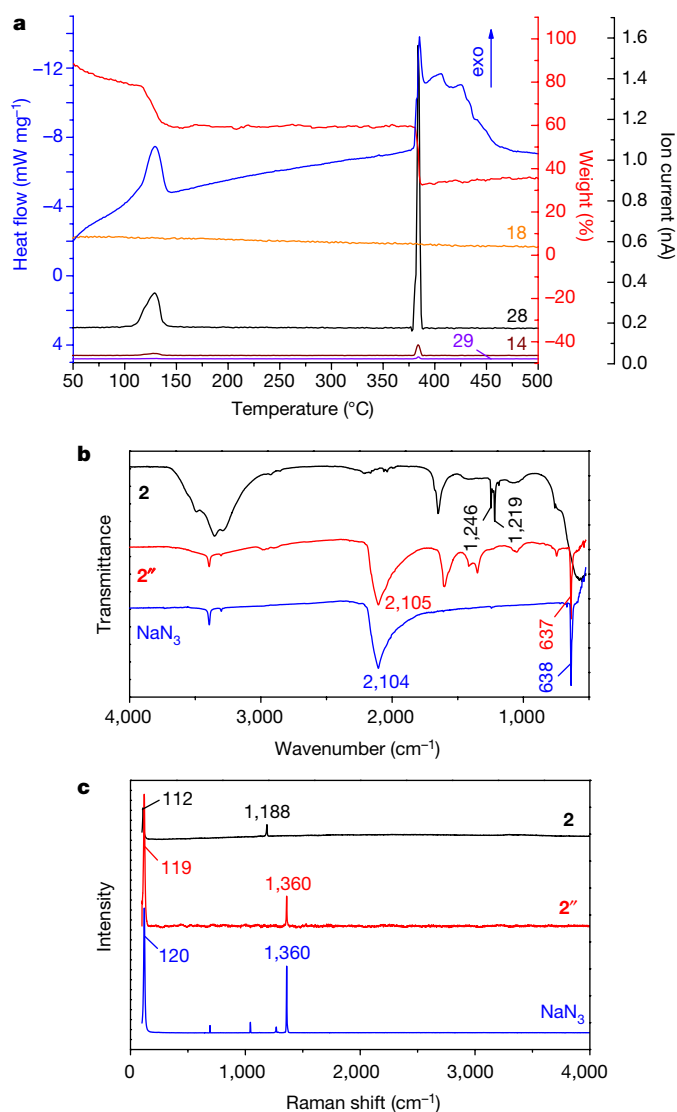 a
−12
−8
−4
0
4
Heat flow (mW mg⁻¹)
exo
18
28
14
29
100
80
60
40
20
0
−20
−40
Weight (%)
1.6
1.4
1.2
1.0
0.8
0.6
0.4
0.2
0.0
Ion current (nA)
50 100 150 200 250 300 350 400 450 500
Temperature (°C)
b
Transmittance
2
2″
NaN₃
1,246
1,219
2,105
2,104
637
638
4,000 3,000 2,000 1,000
Wavenumber (cm⁻¹)
c
Intensity
112
1,188
2
119
1,360
2″
120
1,360
NaN₃
0 1,000 2,000 3,000 4,000
Raman shift (cm⁻¹)